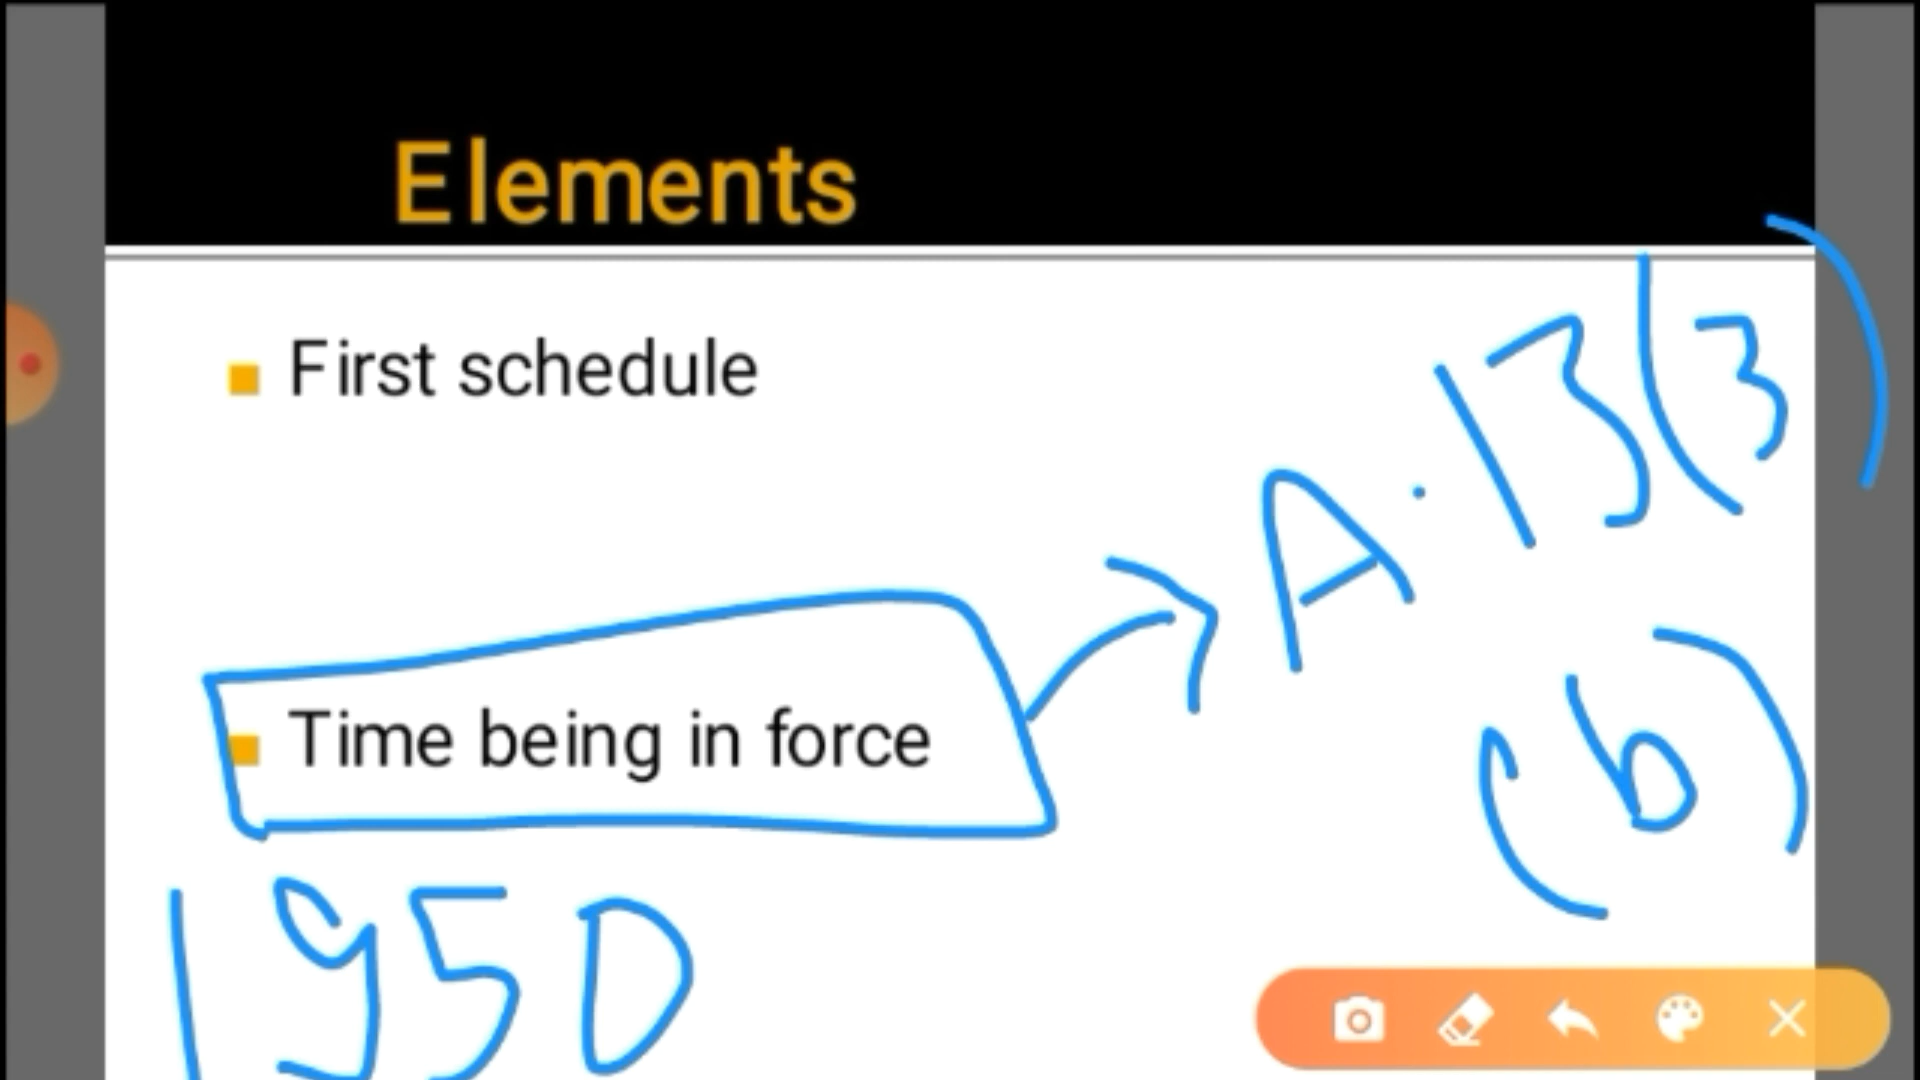 Elements
First schedule
A.13(3)
(b)
Time being in force
1950